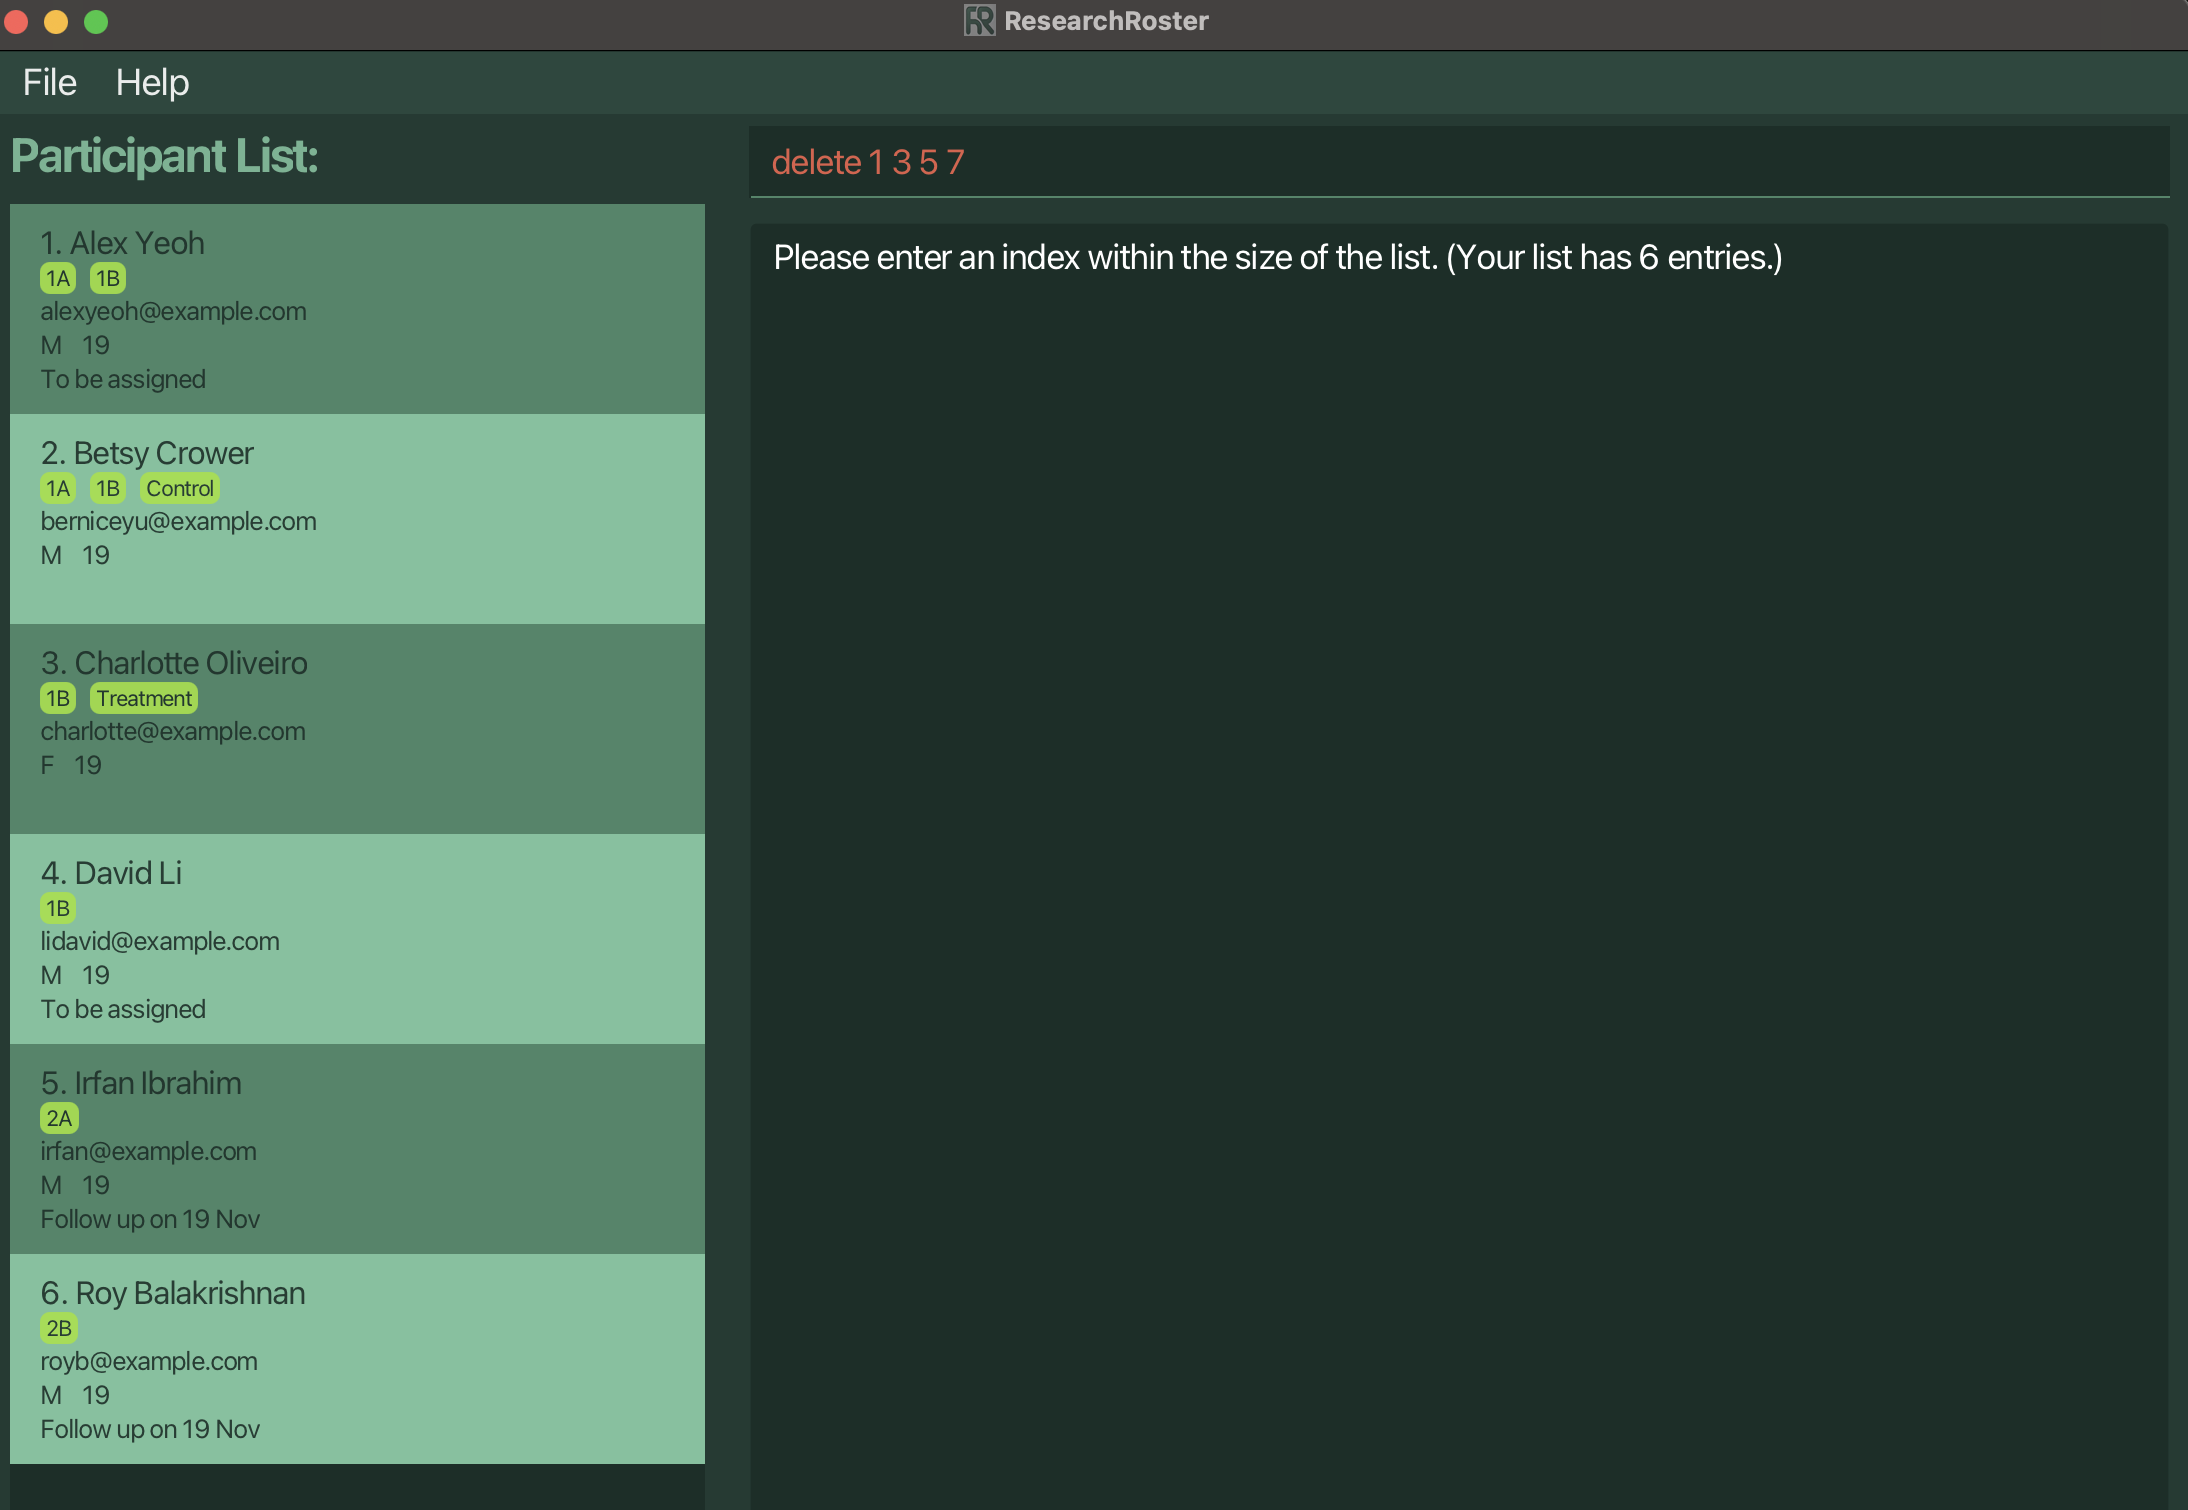 ResearchRoster
File Help
Participant List:
1. Alex Yeoh
1A 1B
alexyeoh@example.com
M 19
To be assigned
2. Betsy Crower
1A 1B Control
berniceyu@example.com
M 19
3. Charlotte Oliveiro
1B Treatment
charlotte@example.com
F 19
4. David Li
1B
lidavid@example.com
M 19
To be assigned
5. Irfan Ibrahim
2A
irfan@example.com
M 19
Follow up on 19 Nov
6. Roy Balakrishnan
2B
royb@example.com
M 19
Follow up on 19 Nov
delete 1 3 5 7
Please enter an index within the size of the list. (Your list has 6 entries.)